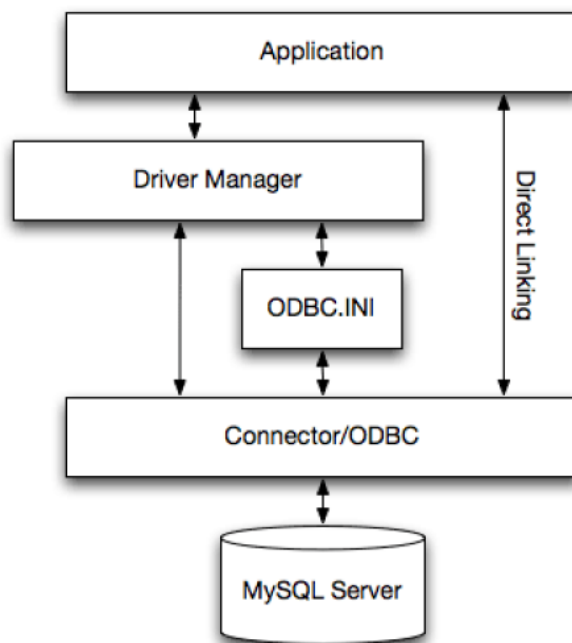 Application
Driver Manager
Direct Linking
ODBC.INI
Connector/ODBC
MySQL Server